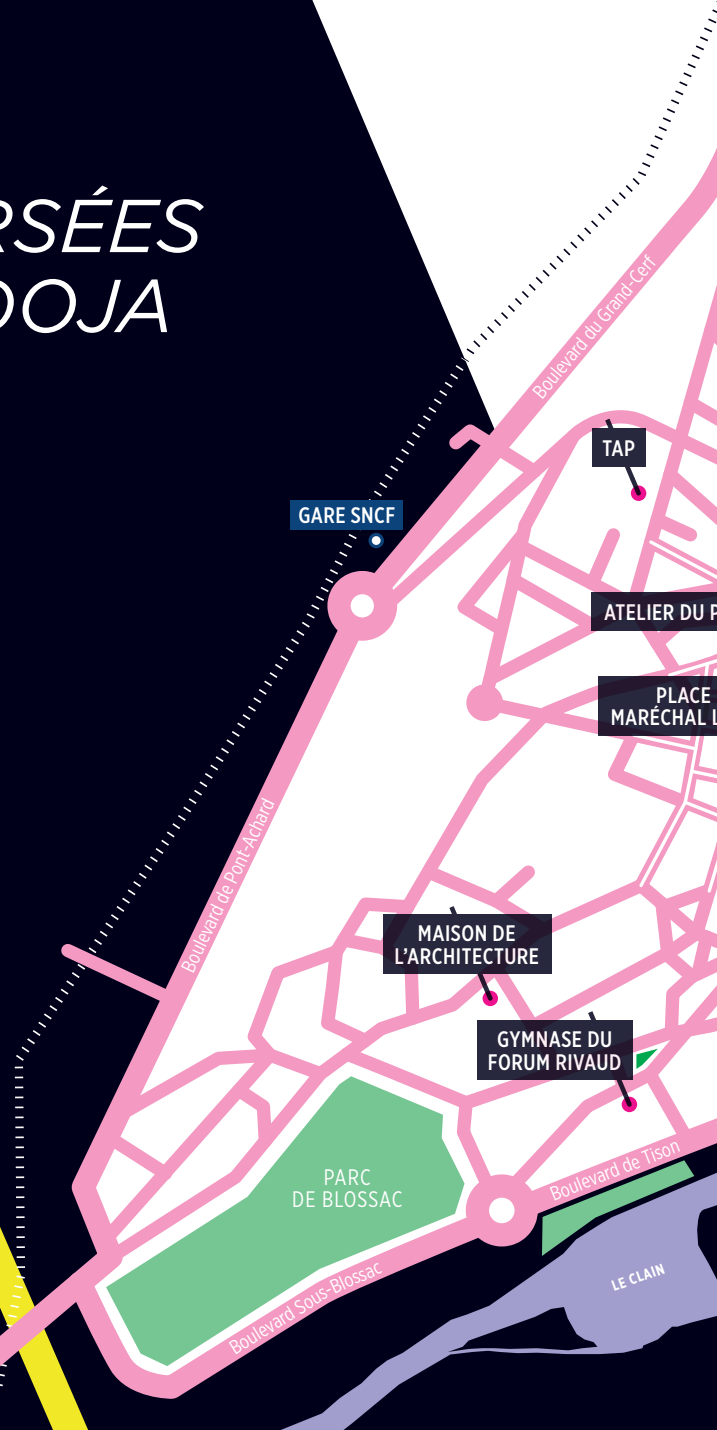 RSÉES
OJA
Boulevard du Grand-Cerf
TAP
GARE SNCF
ATELIER DU P
PLACE
MARÉCHAL L
Boulevard de Pont-Achard
MAISON DE
L'ARCHITECTURE
GYMNASE DU
FORUM RIVAUD
Boulevard de Tison
PARC
DE BLOSSAC
LE CLAIN
Boulevard Sous-Blossac